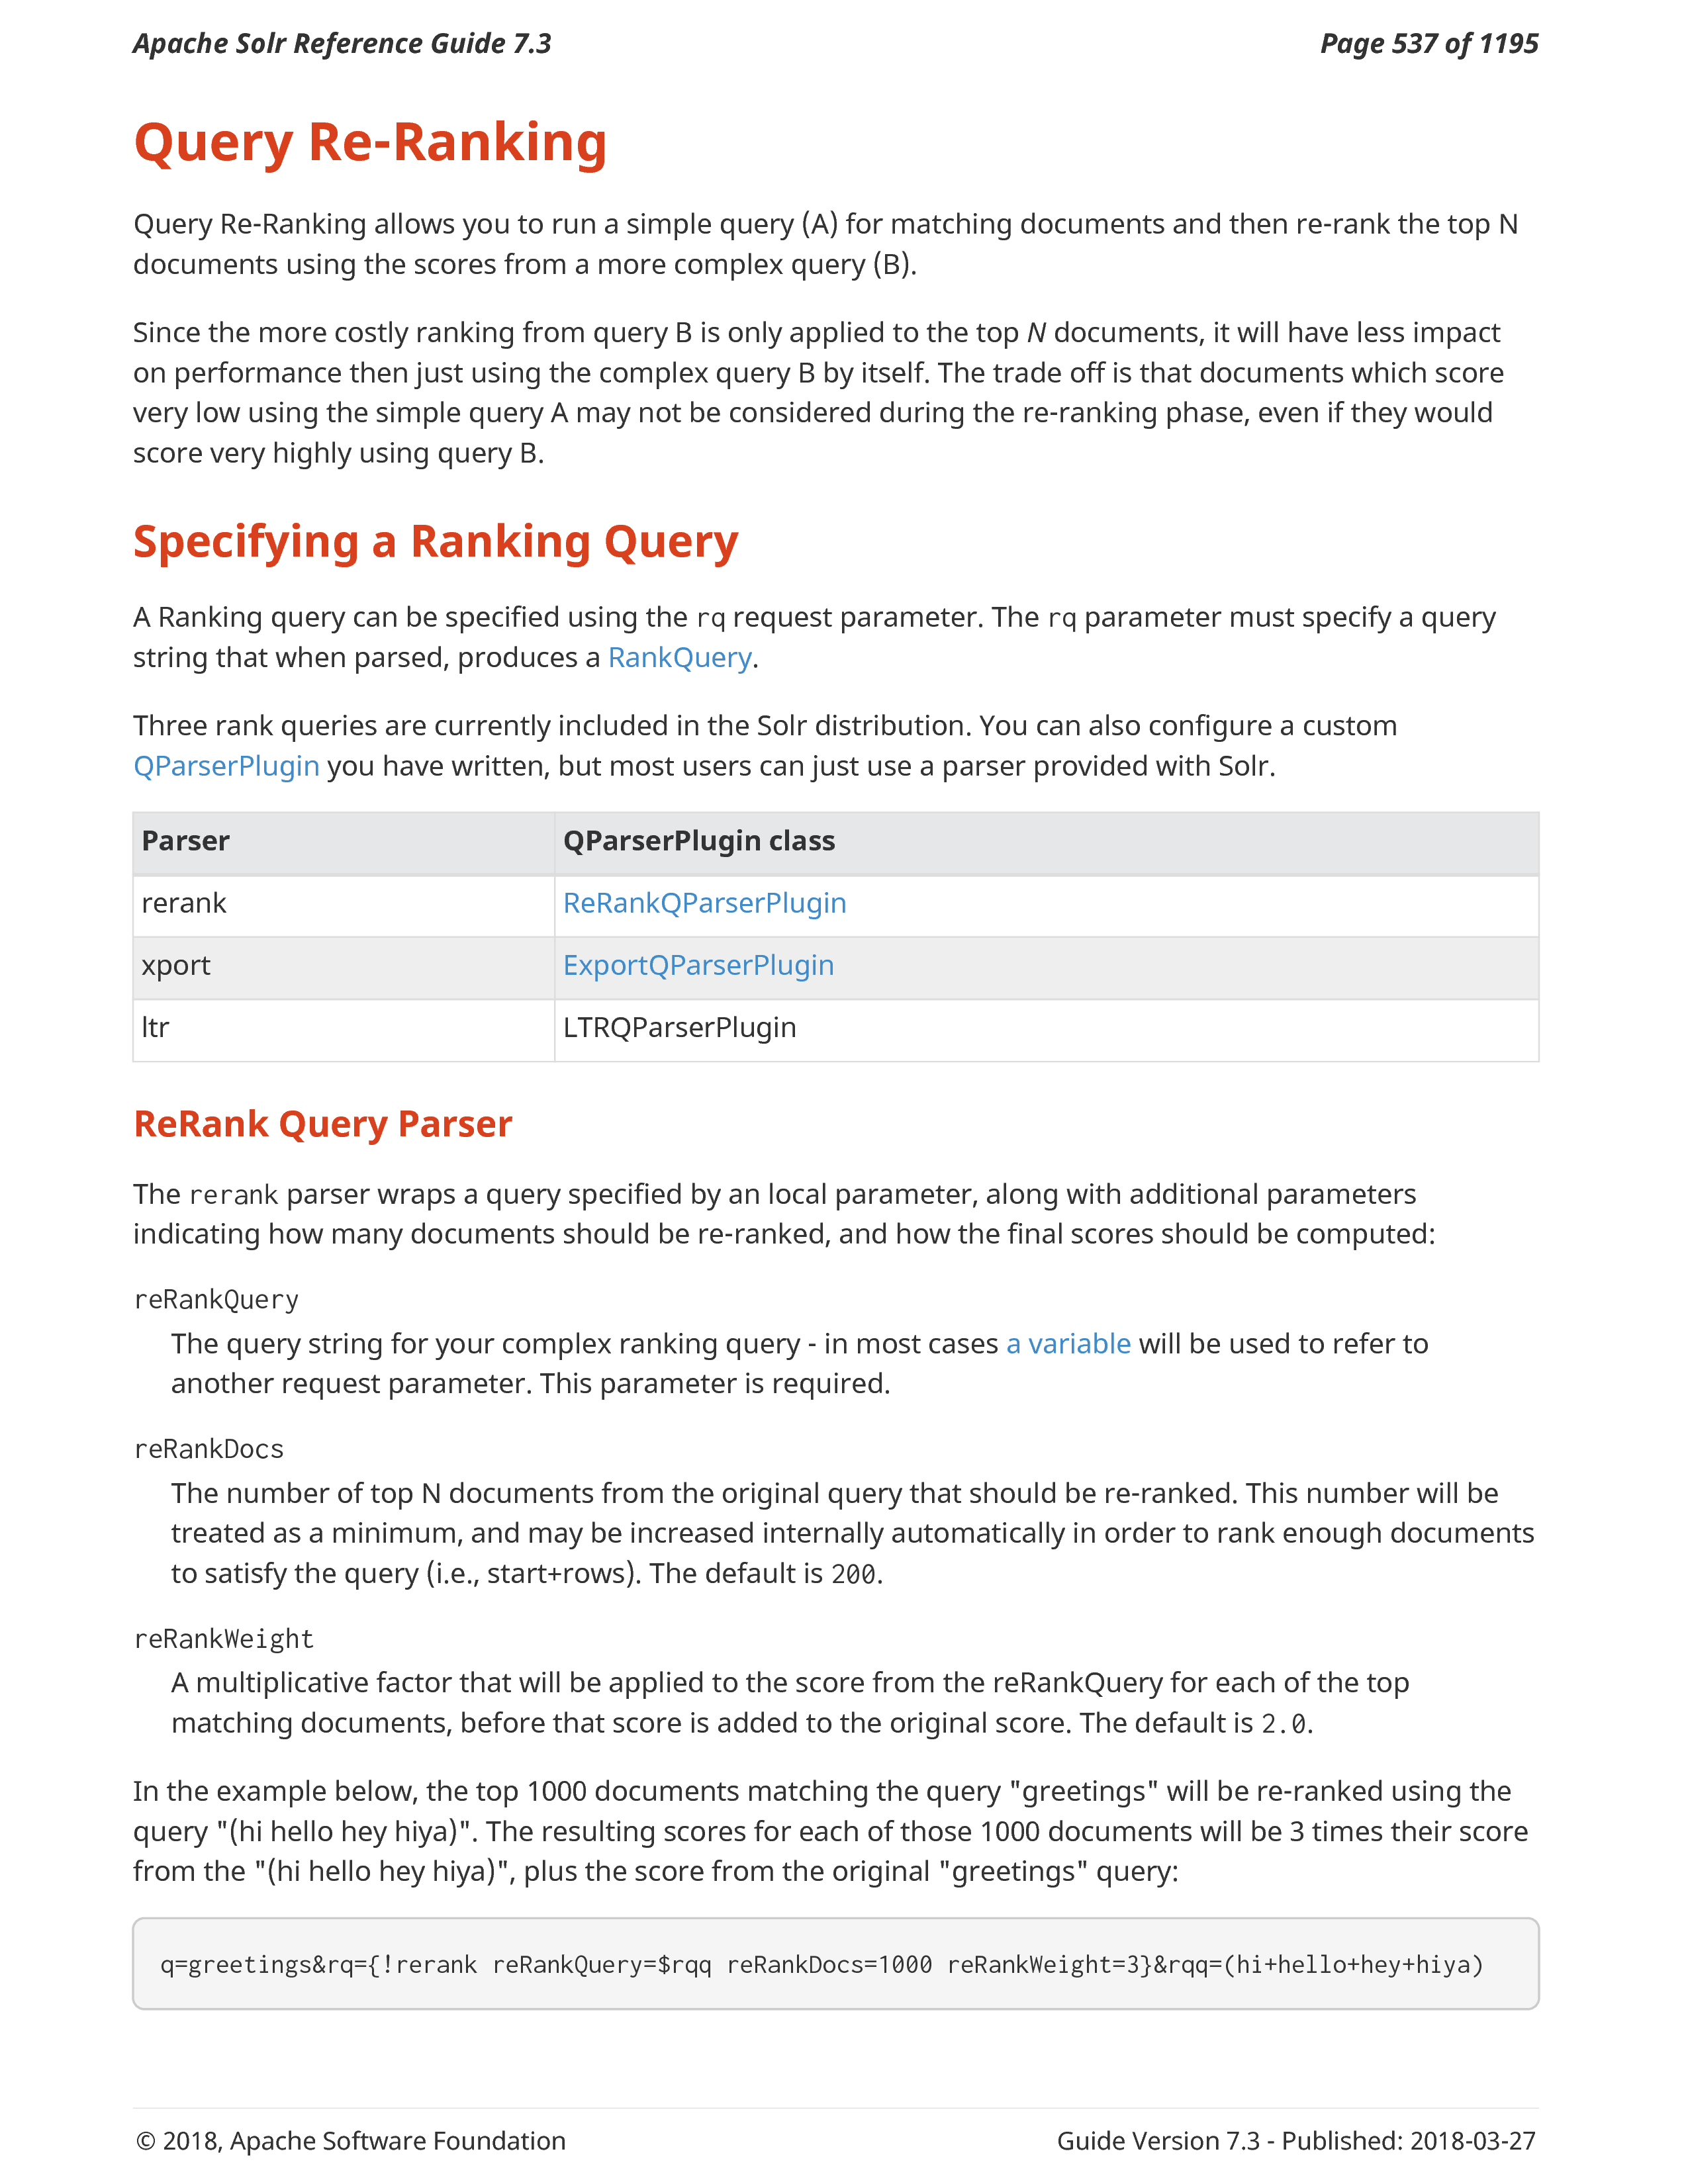 Apache Solr Reference Guide 7.3 Page 537 of 1195
Query Re-Ranking
Query Re-Ranking allows you to run a simple query (A) for matching documents and then re-rank the top N
documents using the scores from a more complex query (B).
Since the more costly ranking from query B is only applied to the top N documents, it will have less impact
on performance then just using the complex query B by itself. The trade off is that documents which score
very low using the simple query A may not be considered during the re-ranking phase, even if they would
score very highly using query B.
Specifying a Ranking Query
A Ranking query can be specified using the rq request parameter. The rq parameter must specify a query
string that when parsed, produces a RankQuery.
Three rank queries are currently included in the Solr distribution. You can also configure a custom
QParserPlugin you have written, but most users can just use a parser provided with Solr.
Parser QParserPlugin class
rerank ReRankQParserPlugin
xport ExportQParserPlugin
ltr LTRQParserPlugin
ReRank Query Parser
The rerank parser wraps a query specified by an local parameter, along with additional parameters
indicating how many documents should be re-ranked, and how the final scores should be computed:
reRankQuery
The query string for your complex ranking query - in most cases a variable will be used to refer to
another request parameter. This parameter is required.
reRankDocs
The number of top N documents from the original query that should be re-ranked. This number will be
treated as a minimum, and may be increased internally automatically in order to rank enough documents
to satisfy the query (i.e., start+rows). The default is 200.
reRankWeight
A multiplicative factor that will be applied to the score from the reRankQuery for each of the top
matching documents, before that score is added to the original score. The default is 2.0.
In the example below, the top 1000 documents matching the query "greetings" will be re-ranked using the
query "(hi hello hey hiya)". The resulting scores for each of those 1000 documents will be 3 times their score
from the "(hi hello hey hiya)", plus the score from the original "greetings" query:
q=greetings&rq={!rerank reRankQuery=$rqq reRankDocs=1000 reRankWeight=3}&rqq=(hi+hello+hey+hiya)
© 2018, Apache Software Foundation Guide Version 7.3 - Published: 2018-03-27